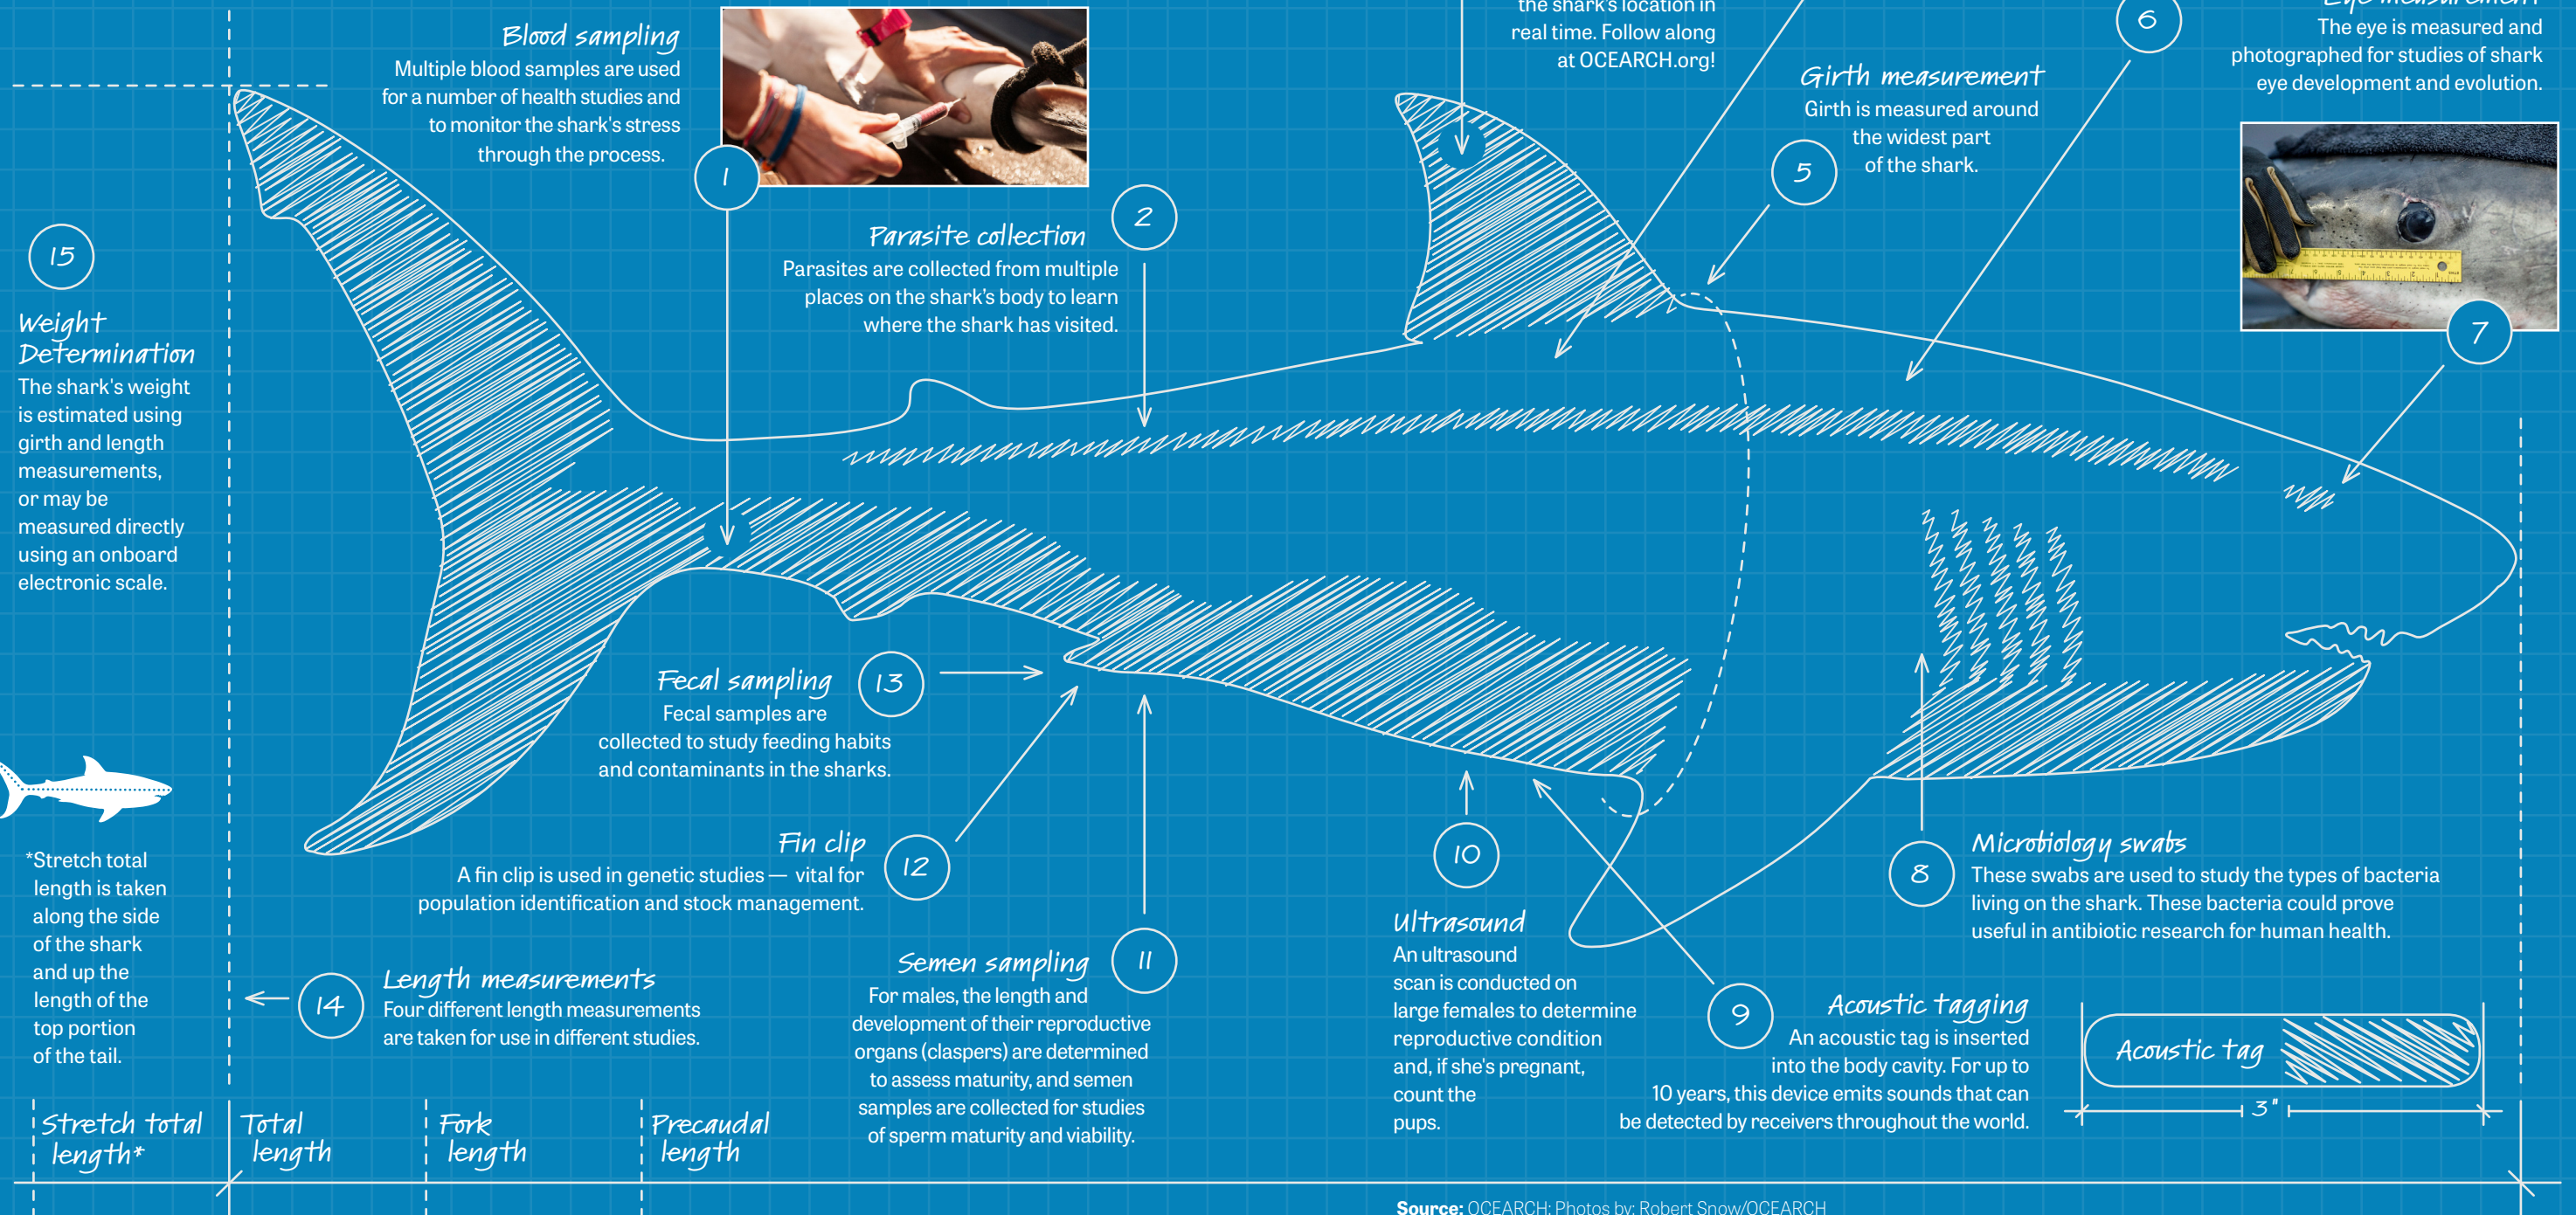 Blood sampling
Multiple blood samples are used
for a number of health studies and
to monitor the shark's stress
through the process.
1
the shark's location in
real time. Follow along
at OCEARCH.org!
Girth measurement
Girth is measured around
the widest part
of the shark.
5
6
Eye measurement
The eye is measured and
photographed for studies of shark
eye development and evolution.
7
2
Parasite collection
Parasites are collected from multiple
places on the shark's body to learn
where the shark has visited.
15
Weight
Determination
The shark's weight
is estimated using
girth and length
measurements,
or may be
measured directly
using an onboard
electronic scale.
Fecal sampling
13
Fecal samples are
collected to study feeding habits
and contaminants in the sharks.
Fin clip
12
A fin clip is used in genetic studies — vital for
population identification and stock management.
*Stretch total
length is taken
along the side
of the shark
and up the
length of the
top portion
of the tail.
14
Length measurements
Four different length measurements
are taken for use in different studies.
Semen sampling
11
For males, the length and
development of their reproductive
organs (claspers) are determined
to assess maturity, and semen
samples are collected for studies
of sperm maturity and viability.
10
Ultrasound
An ultrasound
scan is conducted on
large females to determine
reproductive condition
and, if she's pregnant,
count the
pups.
8
Microbiology swabs
These swabs are used to study the types of bacteria
living on the shark. These bacteria could prove
useful in antibiotic research for human health.
9
Acoustic tagging
An acoustic tag is inserted
into the body cavity. For up to
10 years, this device emits sounds that can
be detected by receivers throughout the world.
Acoustic tag
3"
Stretch total
length*
Total
length
Fork
length
Precaudal
length
Source: OCEARCH; Photos by: Robert Snow/OCEARCH